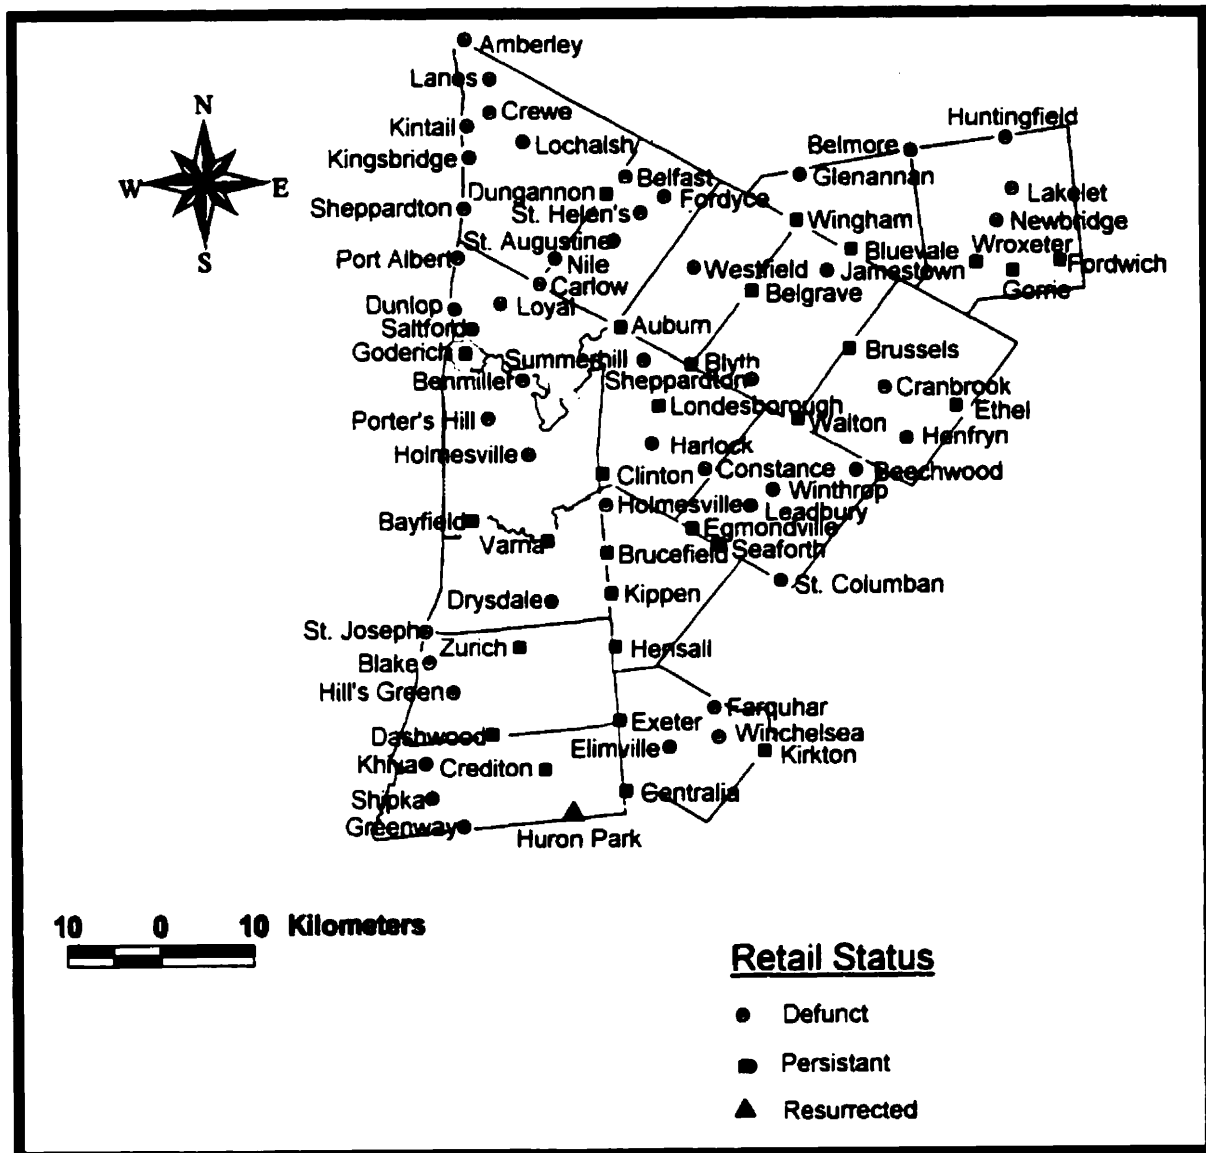 Amberley
Lanes
Crewe
Kintail
Lochalsh
Kingsbridge
Huntingfield
Belmore
Glenannan
Belfast
Dungannon
Fordyce
Lakelet
Sheppardton
St. Helen's
Wingham
Newbridge
St. Augustine
Bluevale
Wroxeter
Port Albert
Nile
Westfield
Jamestown
Fordwich
Carlow
Belgrave
Gorrie
Dunlop
Loyal
Saltford
Auburn
Goderich
Summerhill
Blyth
Brussels
Benmiller
Sheppardton
Cranbrook
Porter's Hill
Londesborough
Walton
Ethel
Holmesville
Harlock
Henfryn
Clinton
Constance
Beechwood
Winthrop
Holmesville
Leadbury
Bayfield
Egmondville
Varna
Brucefield
Seaforth
St. Columban
Drysdale
Kippen
St. Joseph
Zurich
Hensall
Blake
Hill's Green
Farquhar
Dashwood
Exeter
Winchelsea
Elimville
Kirkton
Khiva
Crediton
Shipka
Centralia
Greenway
Huron Park
N
W E
S
10 0 10 Kilometers
Retail Status
Defunct
Persistant
Resurrected